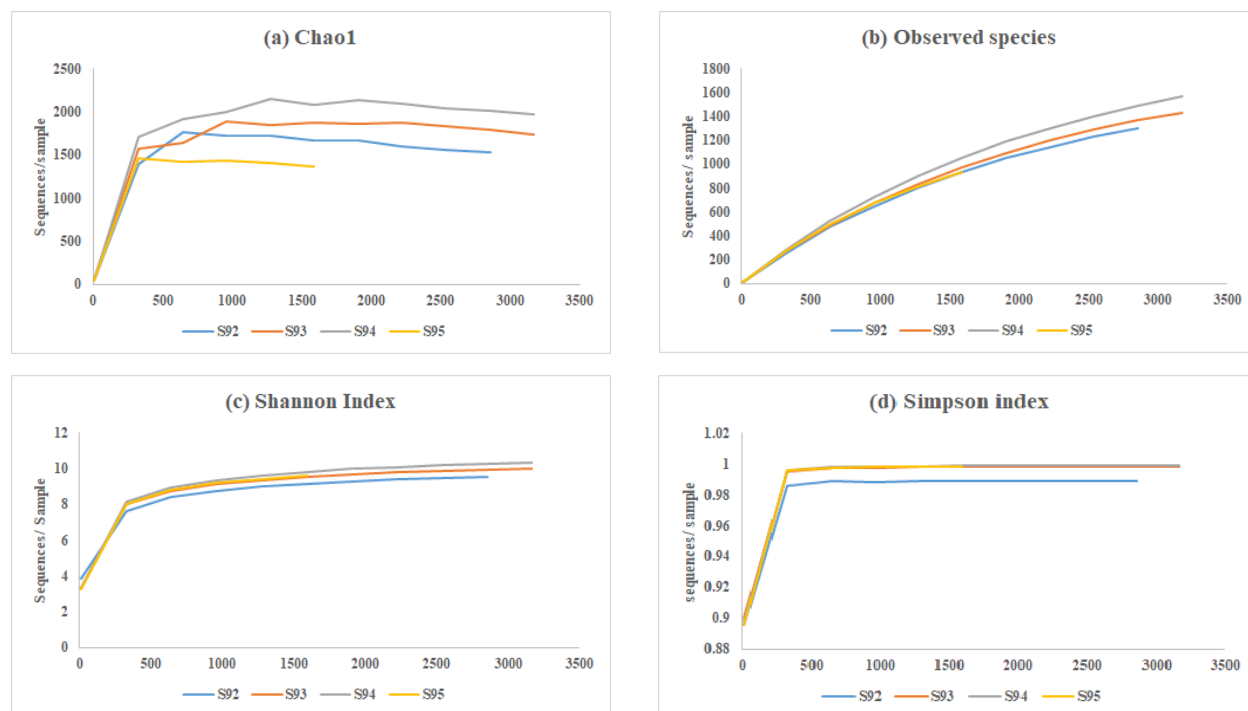 (a) Chao1
Sequences/sample
2500
2000
1500
1000
500
0
0 500 1000 1500 2000 2500 3000 3500
S92 S93 S94 S95
(b) Observed species
Sequences/ sample
1800
1600
1400
1200
1000
800
600
400
200
0
0 500 1000 1500 2000 2500 3000 3500
S92 S93 S94 S95
(c) Shannon Index
Sequences/ Sample
12
10
8
6
4
2
0
0 500 1000 1500 2000 2500 3000 3500
S92 S93 S94 S95
(d) Simpson index
sequences/ sample
1.02
1
0.98
0.96
0.94
0.92
0.9
0.88
0 500 1000 1500 2000 2500 3000 3500
S92 S93 S94 S95